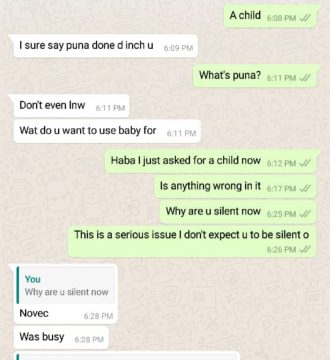 A child 6:08 PM
I sure say puna done d inch u 6:09 PM
What's puna? 6:11 PM
Don't even lnw 6:11 PM
Wat do u want to use baby for 6:11 PM
Haba I just asked for a child now 6:12 PM
Is anything wrong in it 6:17 PM
Why are u silent now 6:25 PM
This is a serious issue I don't expect u to be silent o
6:26 PM
You
Why are u silent now
Novec 6:28 PM
Was busy 6:28 PM